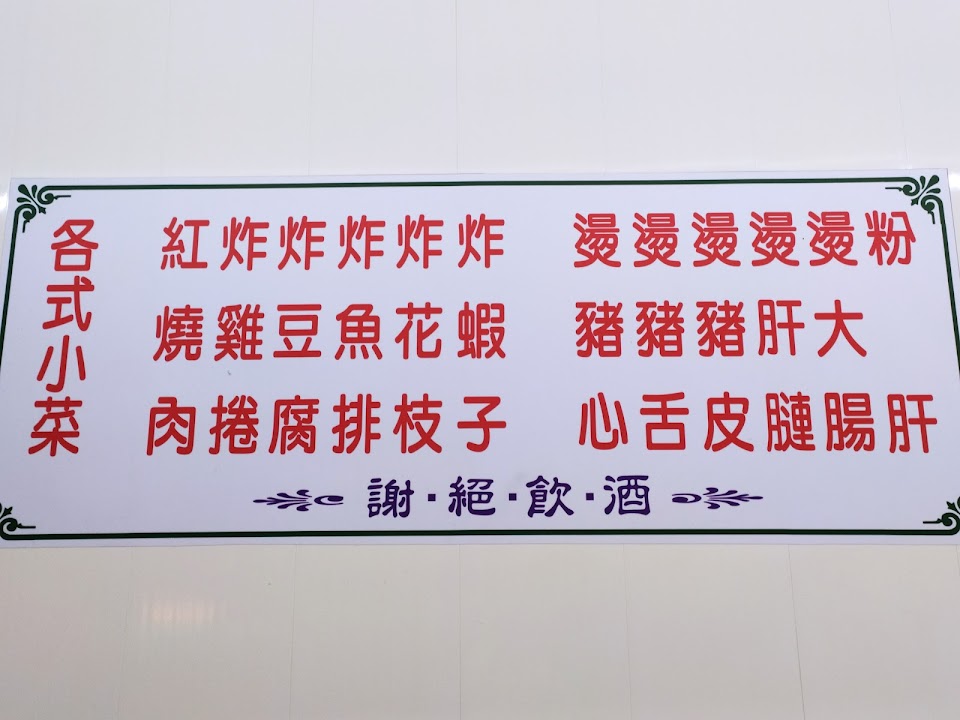 各式小菜
紅燒肉
炸雞捲
炸豆腐
炸魚排
炸花枝
炸蝦子
燙豬心
燙豬舌
燙豬皮
燙肝
燙大腸
粉肝
謝·絕·飲·酒